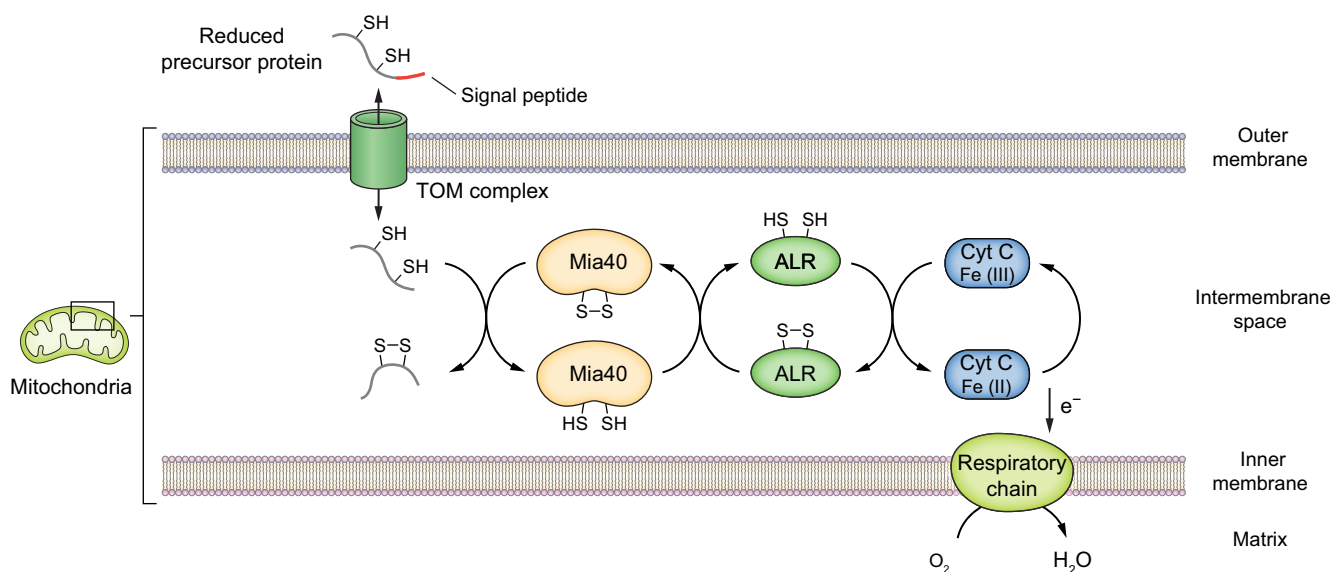 SH
Reduced
precursor protein
SH
Signal peptide
Outer
membrane
TOM complex
SH
SH
Mia40
S–S
HS SH
ALR
Cyt C
Fe (III)
Intermembrane
space
S–S
Mia40
HS SH
S–S
ALR
Cyt C
Fe (II)
Mitochondria
e⁻
Respiratory
chain
Inner
membrane
Matrix
O₂
H₂O